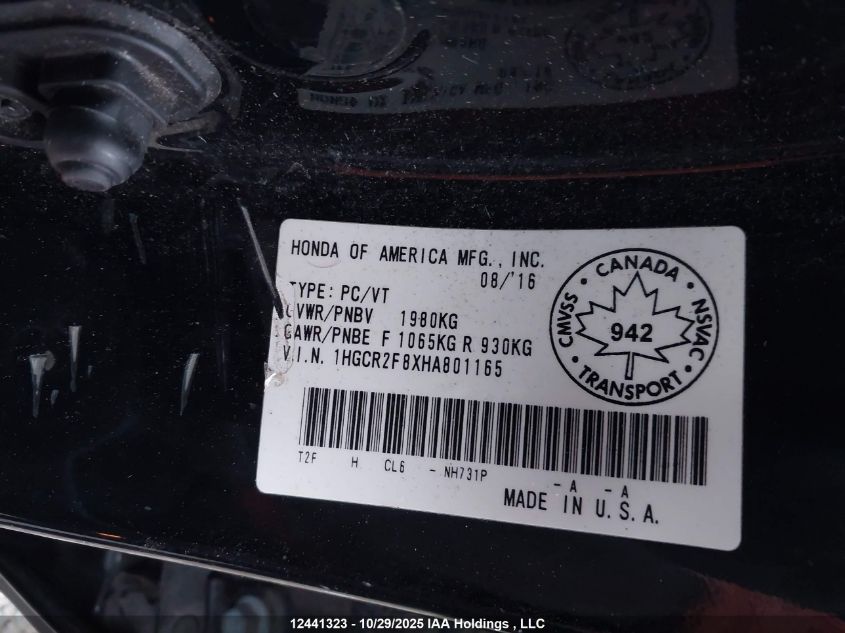 HONDA OF AMERICA MFG., INC.
08/'16
TYPE: PC/VT
GVWR/PNBV 1980KG
GAWR/PNBE F 1065KG R 930KG
V.I.N. 1HGCR2F8XHA801165
CANADA
CMVSS
942
NSVAC
TRANSPORT
T2F H CL6 - NH731P - A - A
MADE IN U.S.A.
12441323 - 10/29/2025 IAA Holdings , LLC